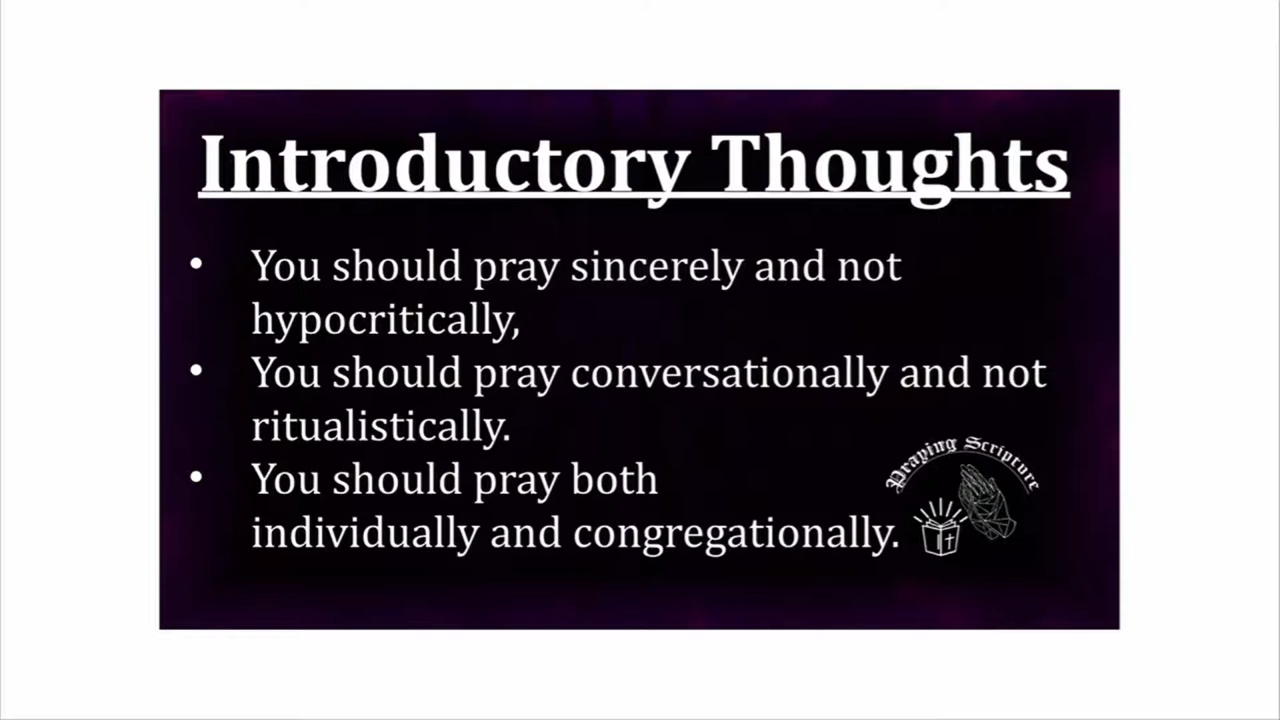 Introductory Thoughts
• You should pray sincerely and not
hypocritically,
• You should pray conversationally and not
ritualistically.
• You should pray both
individually and congregationally.
Praying Scripture